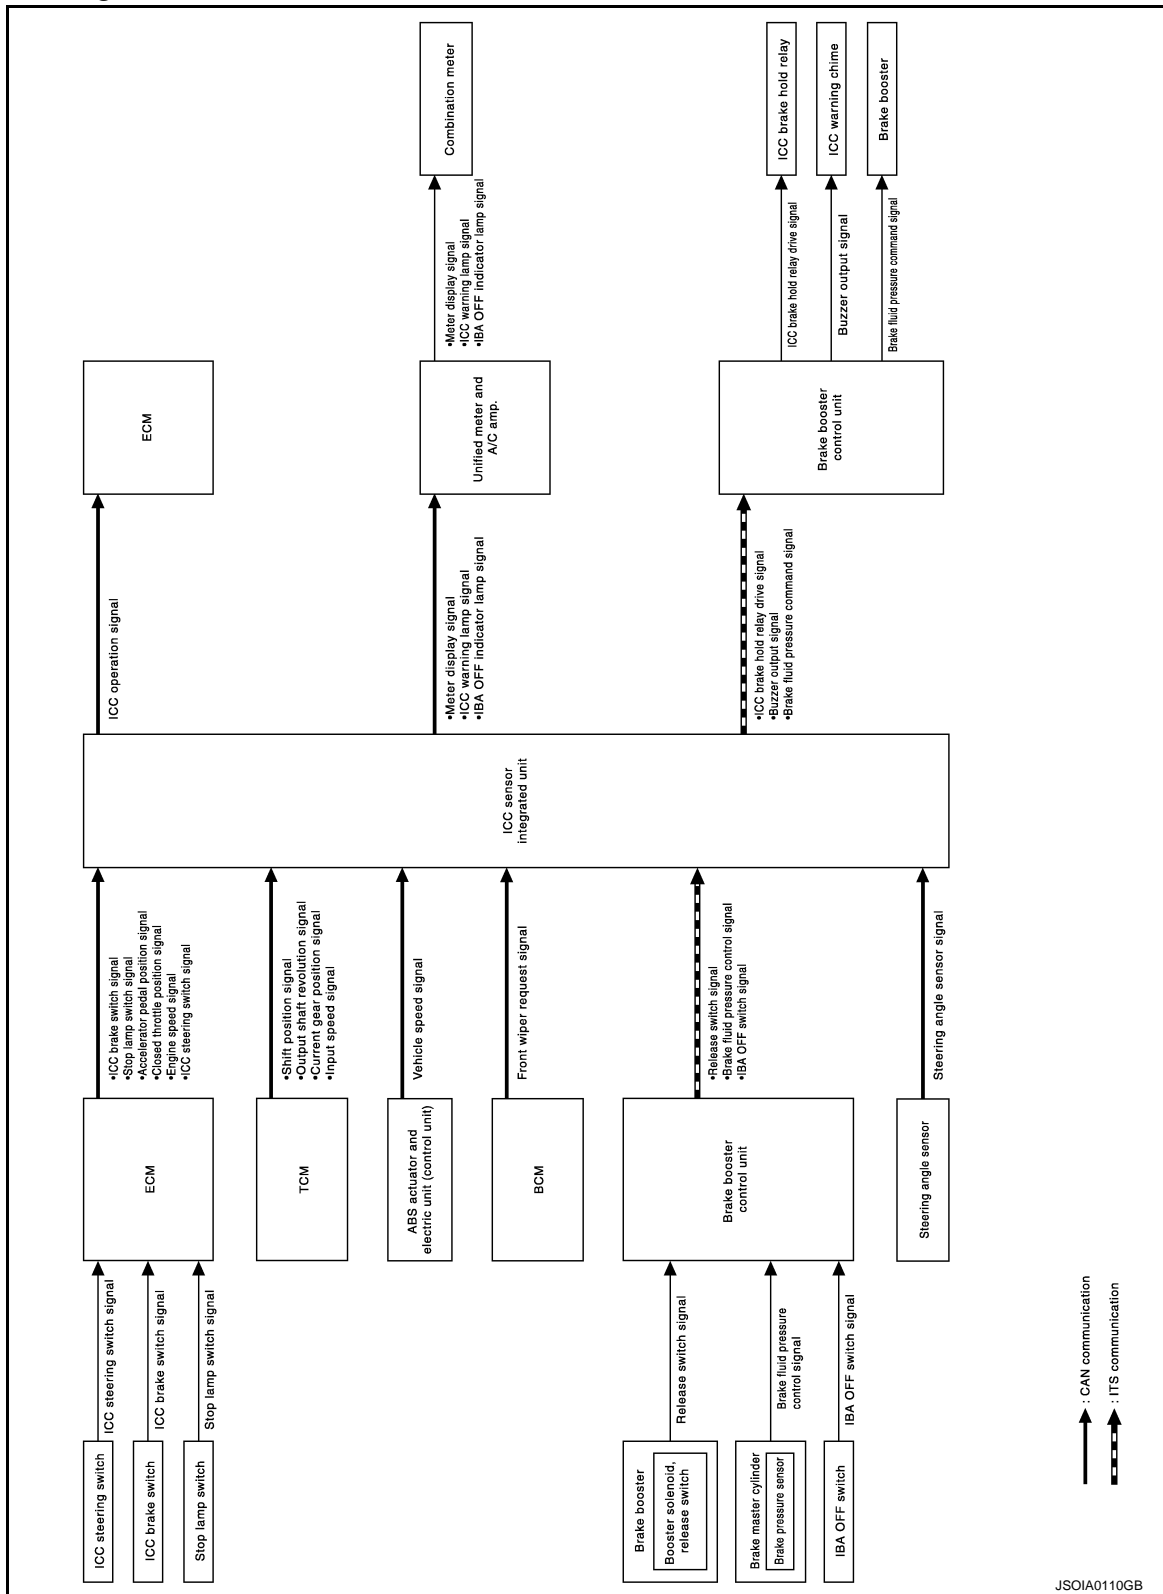 ICC steering switch
ICC brake switch
Stop lamp switch
Brake booster
Booster solenoid,
release switch
Brake master cylinder
Brake pressure sensor
IBA OFF switch
ICC steering switch signal
ICC brake switch signal
Stop lamp switch signal
Release switch signal
Brake fluid pressure
control signal
IBA OFF switch signal
ECM
TCM
ABS actuator and
electric unit (control unit)
BCM
Brake booster
control unit
Steering angle sensor
•ICC brake switch signal
•Stop lamp switch signal
•Accelerator pedal position signal
•Closed throttle position signal
•Engine speed signal
•ICC steering switch signal
•Shift position signal
•Output shaft revolution signal
•Current gear position signal
•Input speed signal
Vehicle speed signal
Front wiper request signal
•Release switch signal
•Brake fluid pressure control signal
•IBA OFF switch signal
Steering angle sensor signal
ICC sensor
integrated unit
ICC operation signal
•Meter display signal
•ICC warning lamp signal
•IBA OFF indicator lamp signal
•ICC brake hold relay drive signal
•Buzzer output signal
•Brake fluid pressure command signal
ECM
Unified meter and
A/C amp.
Brake booster
control unit
•Meter display signal
•ICC warning lamp signal
•IBA OFF indicator lamp signal
ICC brake hold relay drive signal
Buzzer output signal
Brake fluid pressure command signal
Combination meter
ICC brake hold relay
ICC warning chime
Brake booster
: CAN communication
: ITS communication
JSOIA0110GB